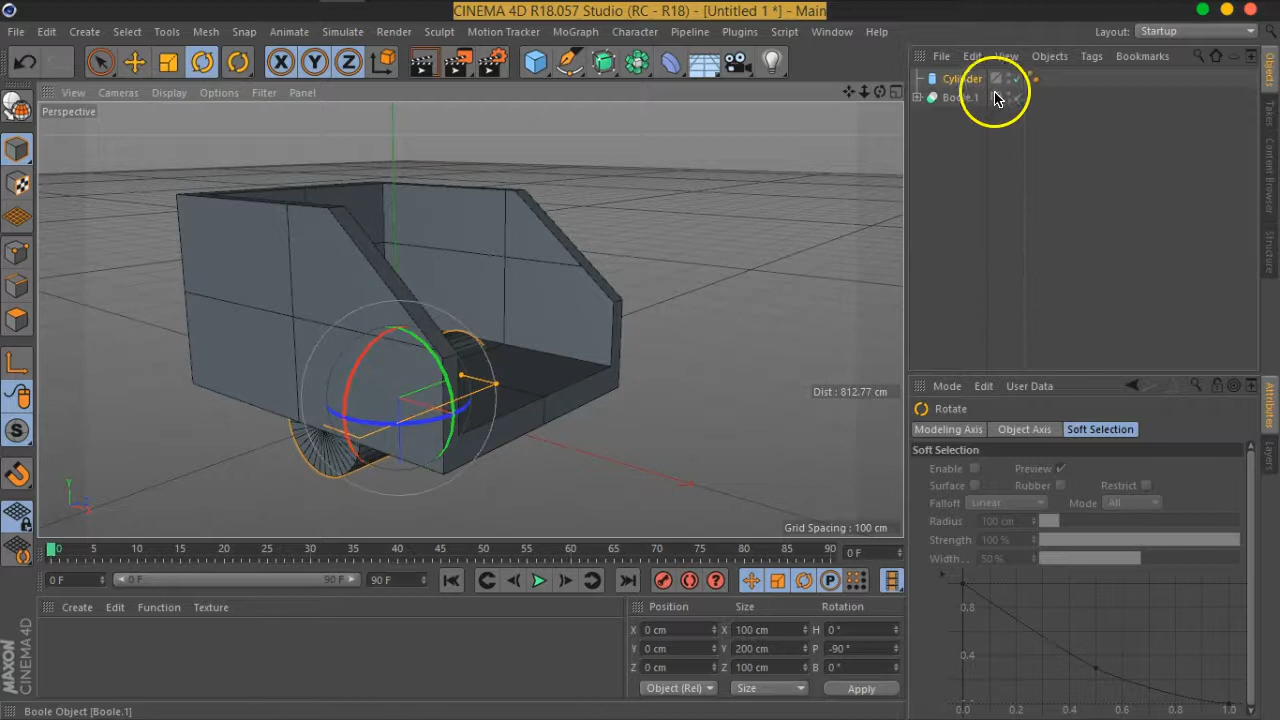 CINEMA 4D R18.057 Studio (RC - R18) - [Untitled 1 *] - Main
File Edit Create Select Tools Mesh Snap Animate Simulate Render Sculpt Motion Tracker MoGraph Character Pipeline Plugins Script Window Help Layout: Startup
X Y Z
File Edit View Objects Tags Bookmarks
View Cameras Display Options Filter Panel
Perspective
Cylinder
Boole.1
Objects
Takes
Content Browser
Structure
Dist : 812.77 cm
Y
Grid Spacing : 100 cm
Mode Edit User Data
Rotate
Modeling Axis Object Axis Soft Selection
Soft Selection
Enable Preview
Surface Rubber Restrict
Falloff Linear Mode All
Radius 100 cm
Strength 100 %
Width.. 50 %
0.8
0.4
0.0 0.2 0.4 0.6 0.8 1.0
Attributes
Layers
0 5 10 15 20 25 30 35 40 45 50 55 60 65 70 75 80 85 90 0 F
0 F 0 F 90 F 90 F
Create Edit Function Texture
Position Size Rotation
X 0 cm X 100 cm H 0 °
Y 0 cm Y 200 cm P -90 °
Z 0 cm Z 100 cm B 0 °
Object (Rel) Size Apply
MAXON CINEMA 4D
Boole Object [Boole.1]